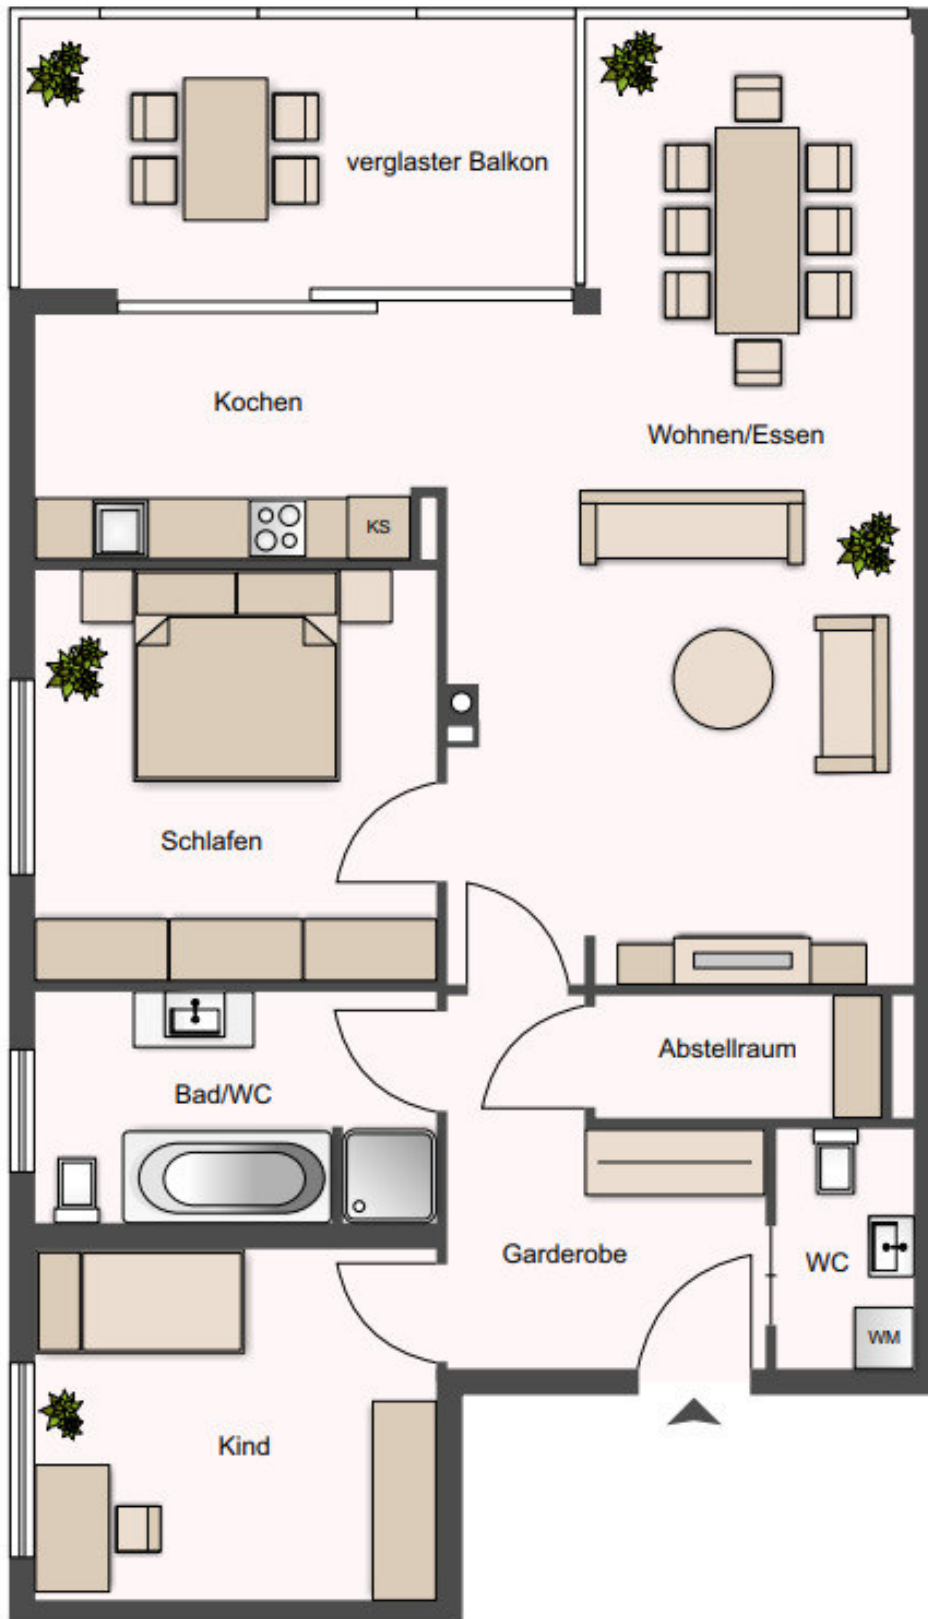 verglaster Balkon
Kochen
Wohnen/Essen
KS
Schlafen
Abstellraum
Bad/WC
Garderobe
WC
WM
Kind